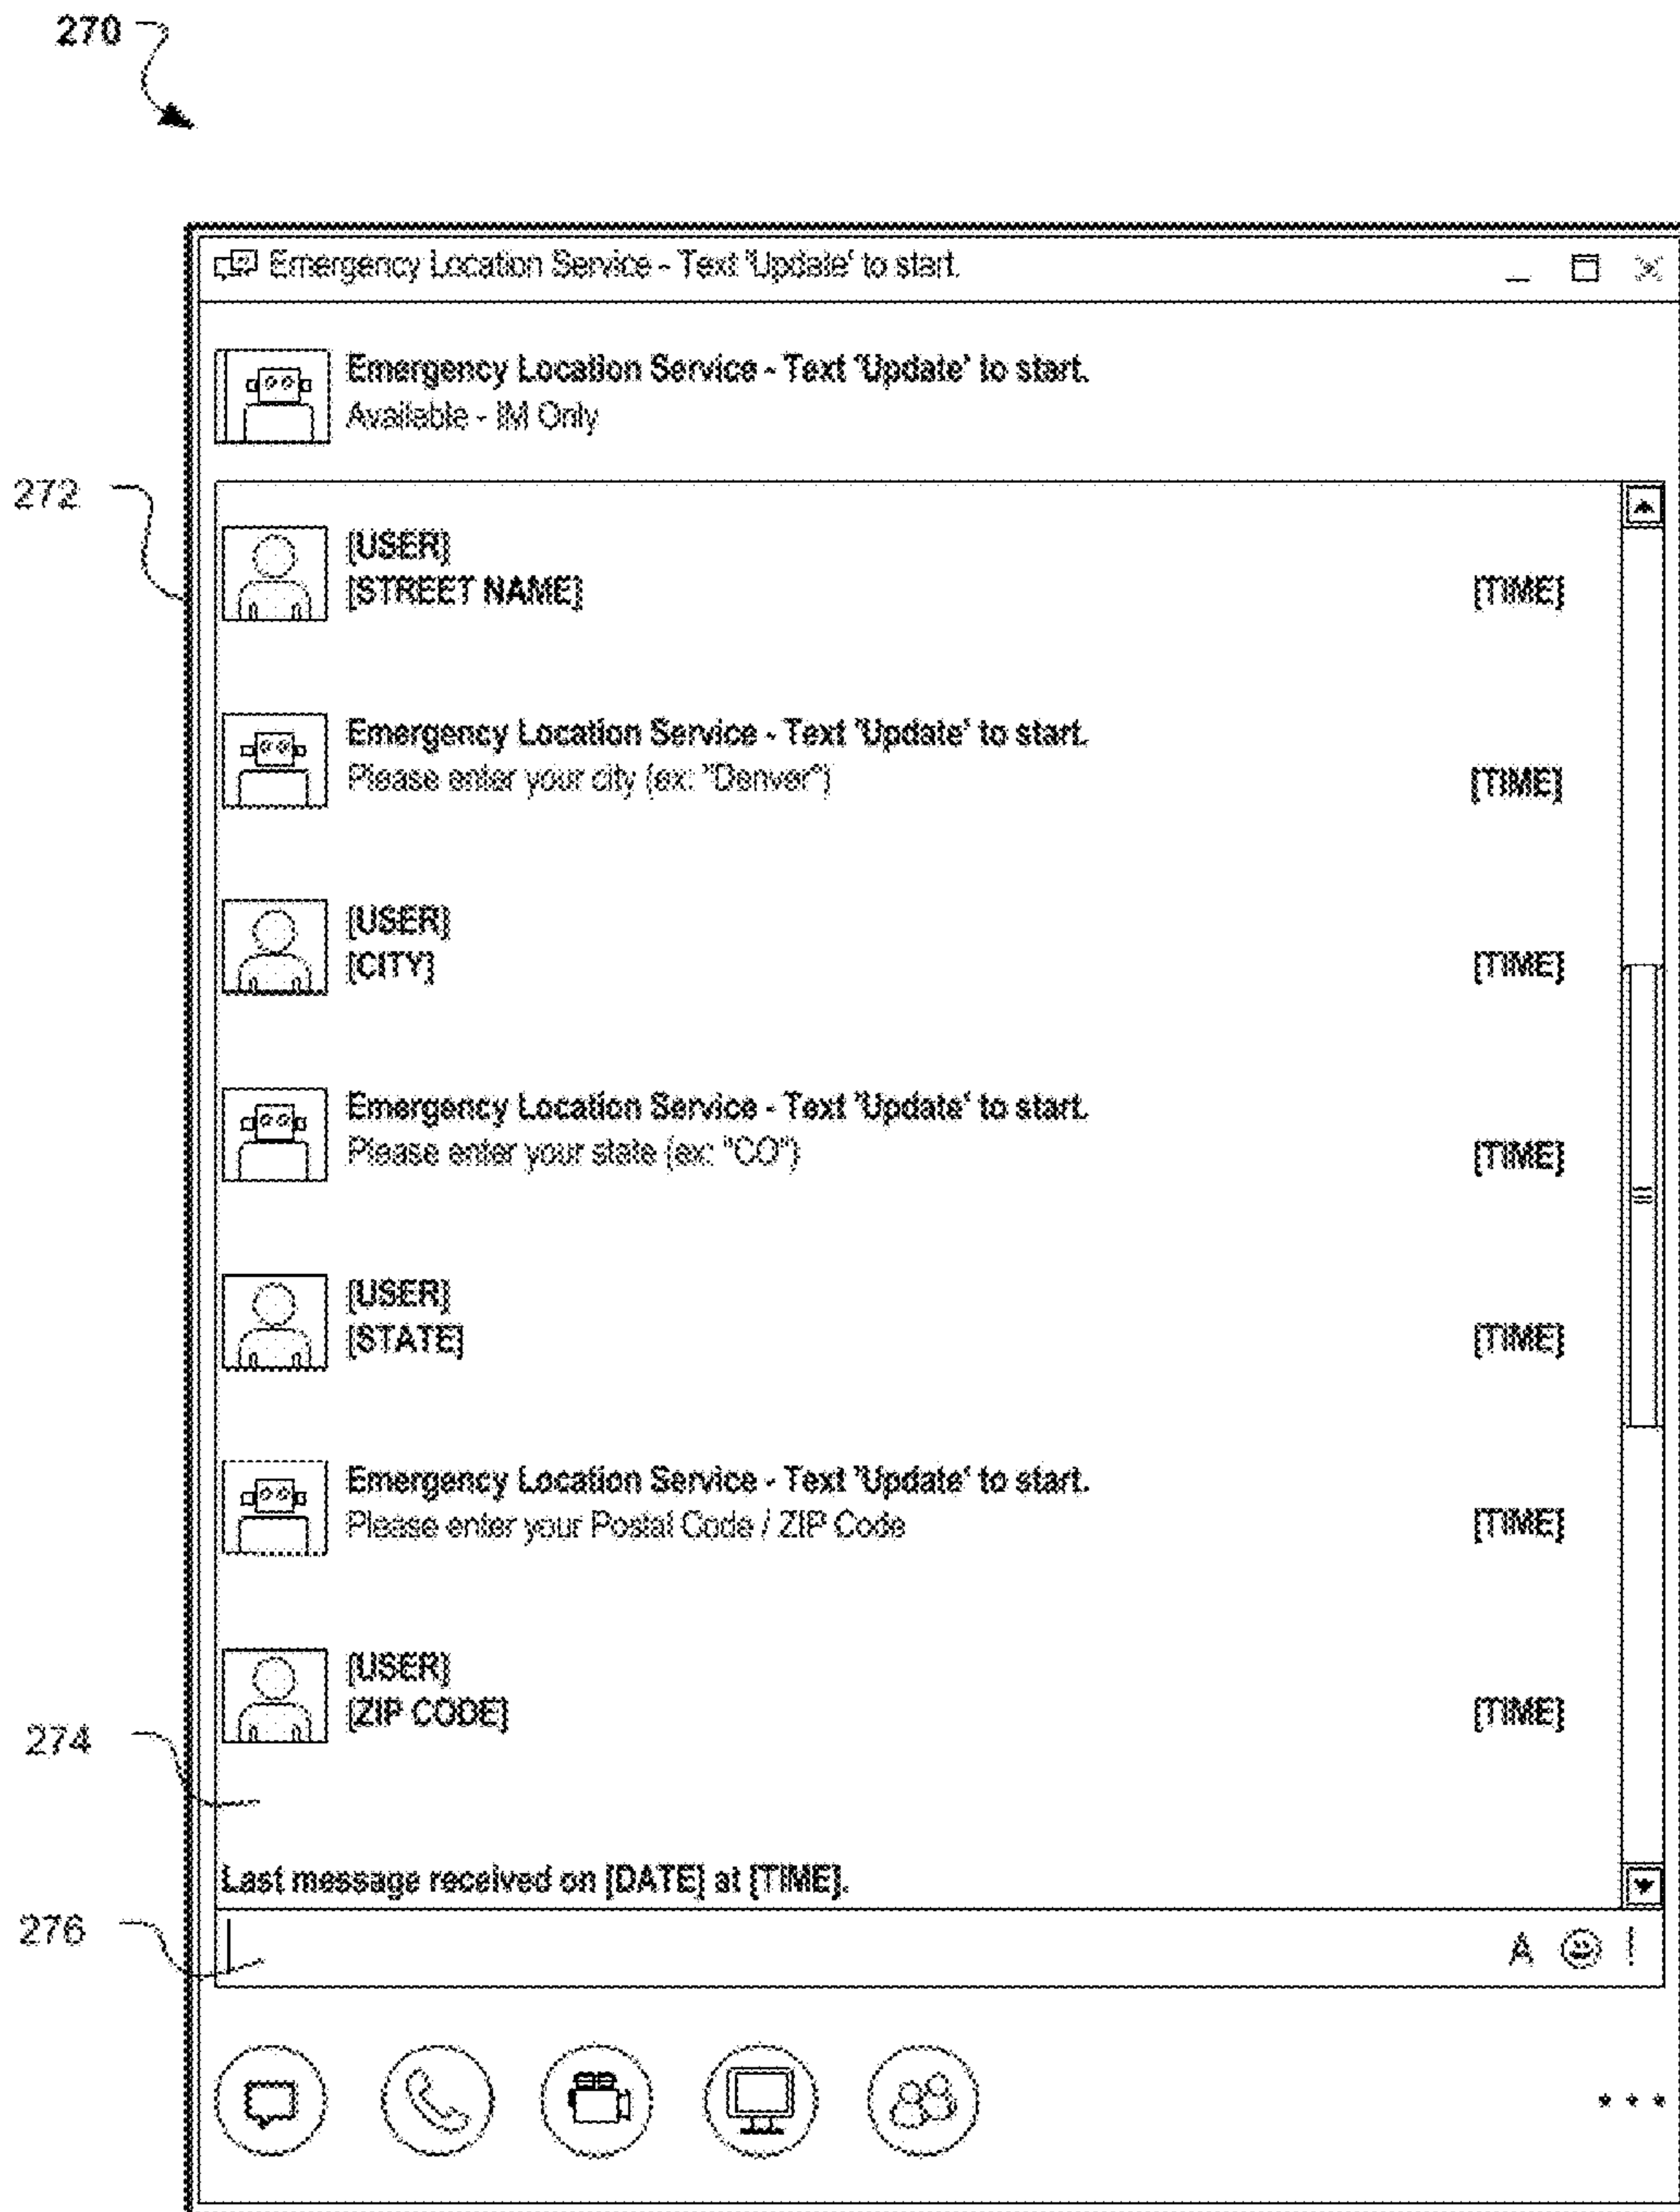 270
Emergency Location Service - Text 'Update' to start.
Emergency Location Service - Text 'Update' to start.
Available - IM Only
272
[USER]
[STREET NAME] [TIME]
Emergency Location Service - Text 'Update' to start.
Please enter your city (ex: "Denver") [TIME]
[USER]
[CITY] [TIME]
Emergency Location Service - Text 'Update' to start.
Please enter your state (ex: "CO") [TIME]
[USER]
[STATE] [TIME]
Emergency Location Service - Text 'Update' to start.
Please enter your Postal Code / ZIP Code [TIME]
[USER]
[ZIP CODE] [TIME]
274
Last message received on [DATE] at [TIME].
276
A !